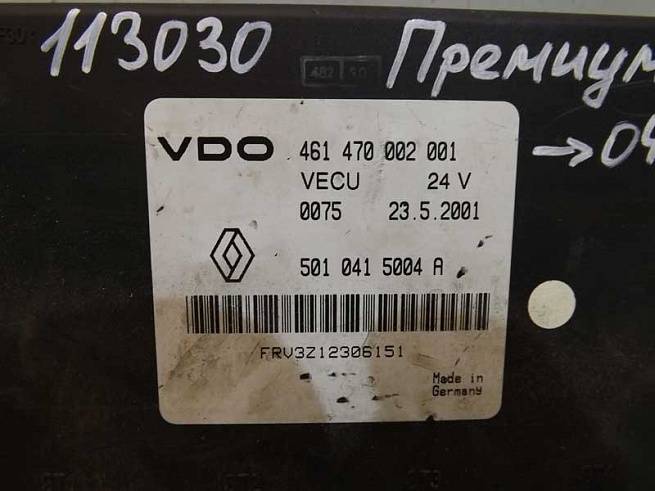 113030 Премиум
→04
VDO 461 470 002 001
VECU 24 V
0075 23.5.2001
501 041 5004 A
FRV3Z12306151
Made in
Germany